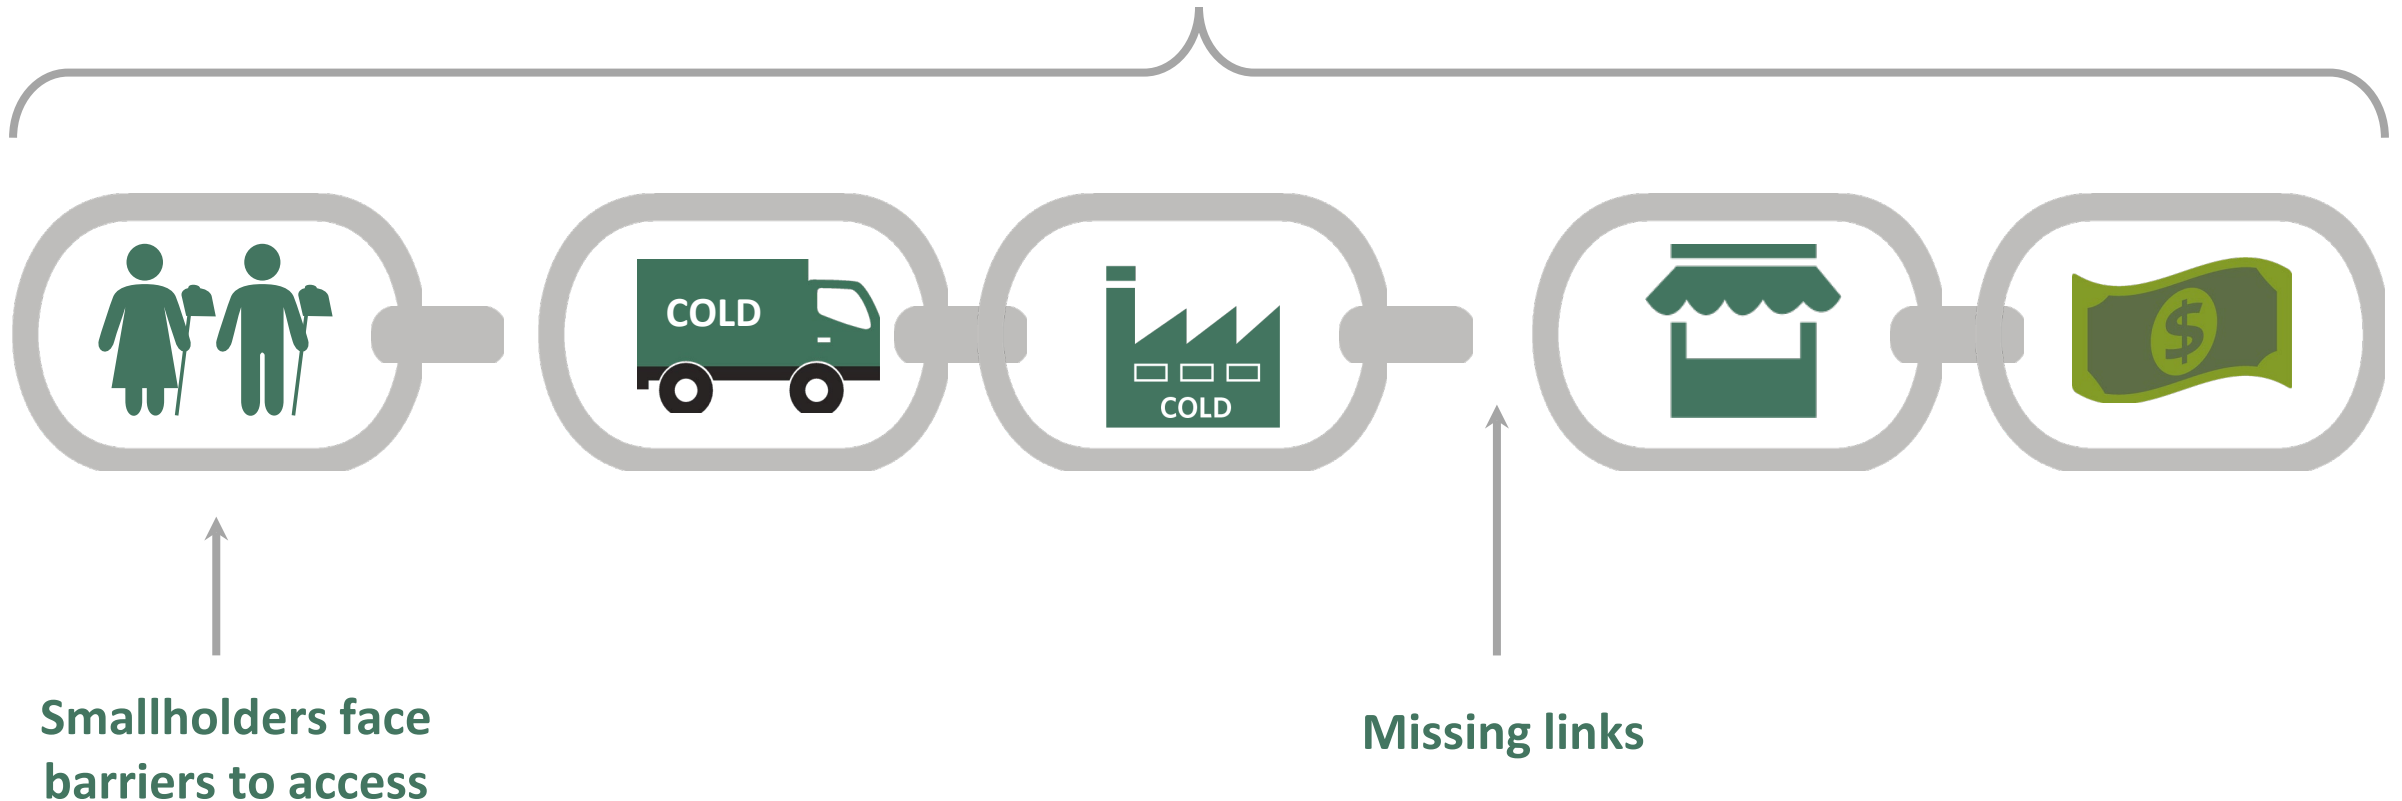 COLD
COLD
$
Smallholders face
barriers to access
Missing links